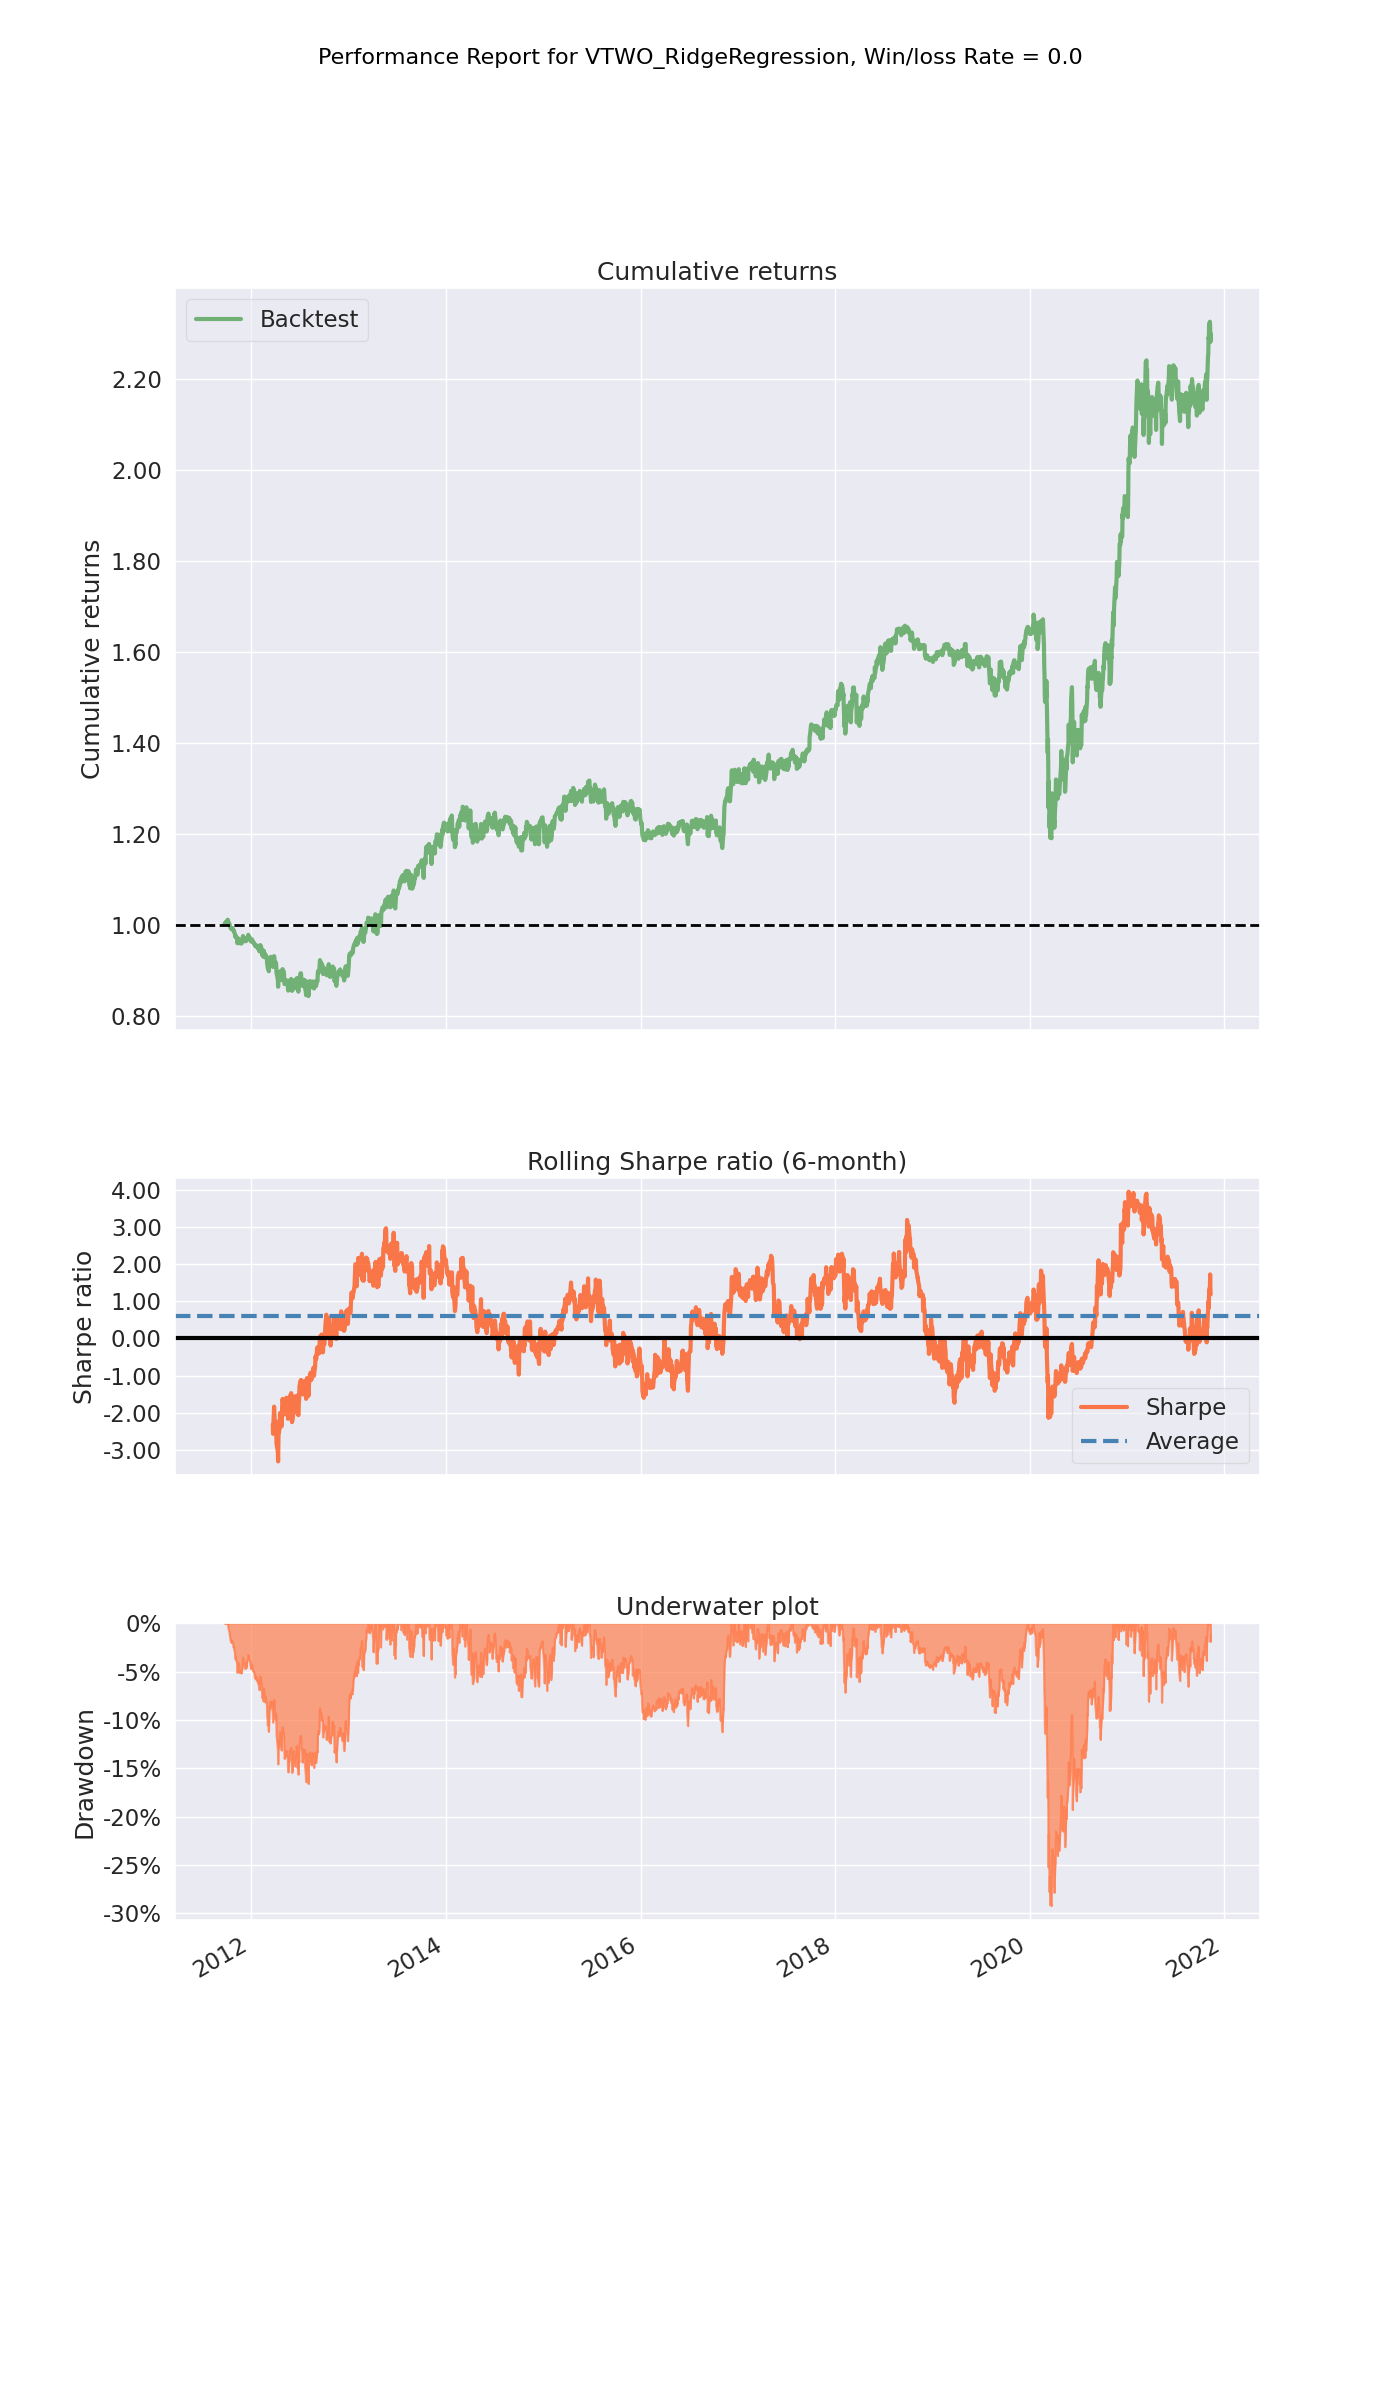 Performance Report for VTWO_RidgeRegression, Win/loss Rate = 0.0
Cumulative returns
Backtest
Cumulative returns
2.20
2.00
1.80
1.60
1.40
1.20
1.00
0.80
Rolling Sharpe ratio (6-month)
Sharpe ratio
4.00
3.00
2.00
1.00
0.00
-1.00
-2.00
-3.00
Sharpe
Average
Underwater plot
Drawdown
0%
-5%
-10%
-15%
-20%
-25%
-30%
2012 2014 2016 2018 2020 2022